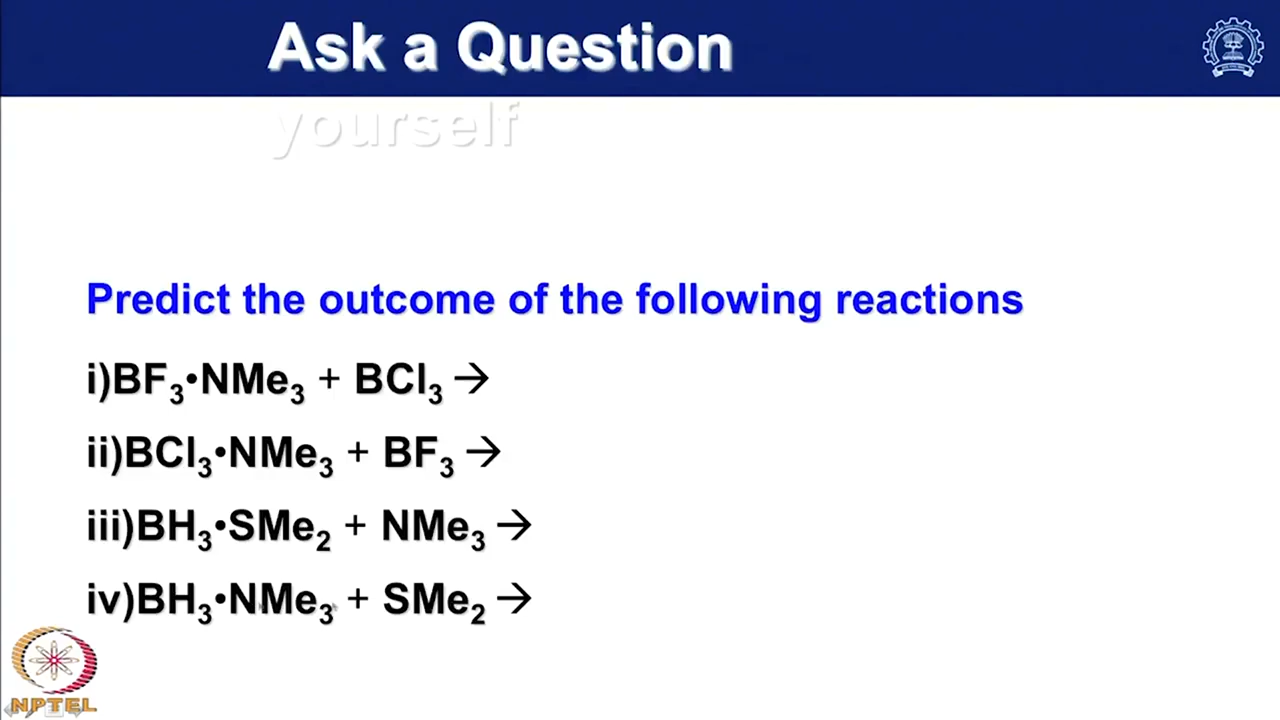 Ask a Question
yourself
Predict the outcome of the following reactions
i)BF₃•NMe₃ + BCl₃ →
ii)BCl₃•NMe₃ + BF₃ →
iii)BH₃•SMe₂ + NMe₃ →
iv)BH₃•NMe₃ + SMe₂ →
NPTEL